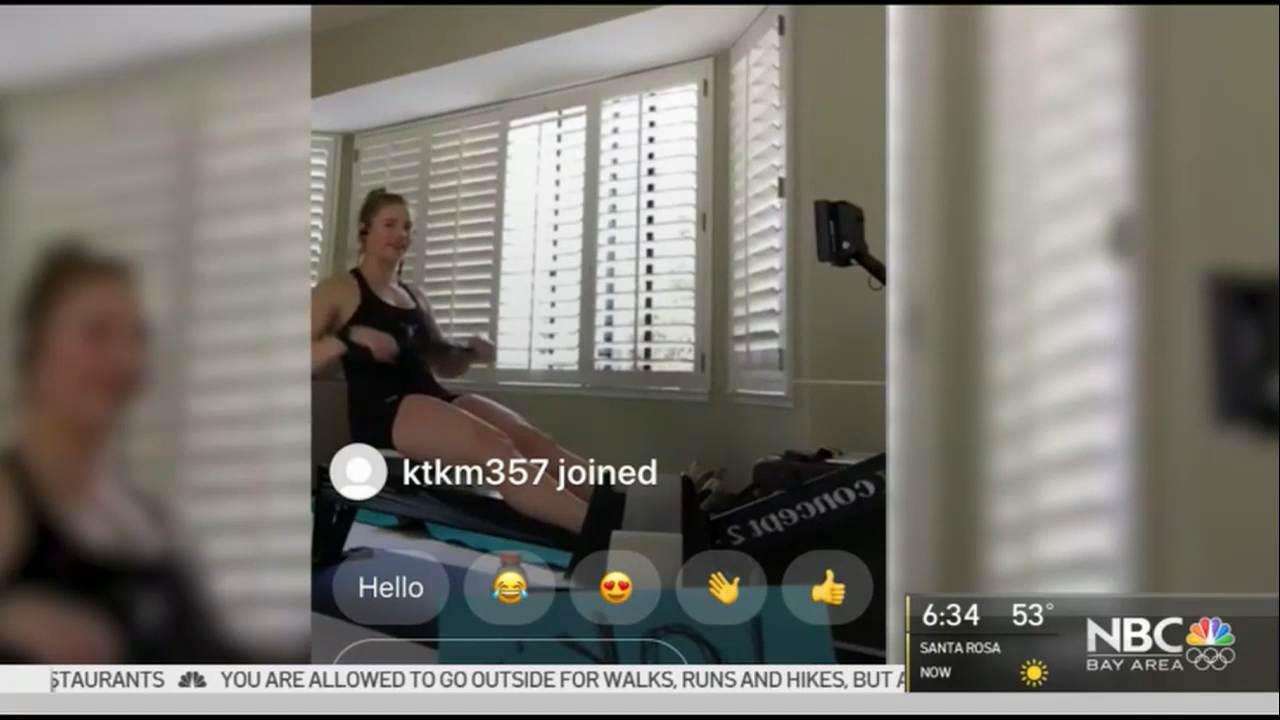 ktkm357 joined
concept 2
Hello
6:34 53°
SANTA ROSA
NOW
NBC
BAY AREA
STAURANTS YOU ARE ALLOWED TO GO OUTSIDE FOR WALKS, RUNS AND HIKES, BUT A